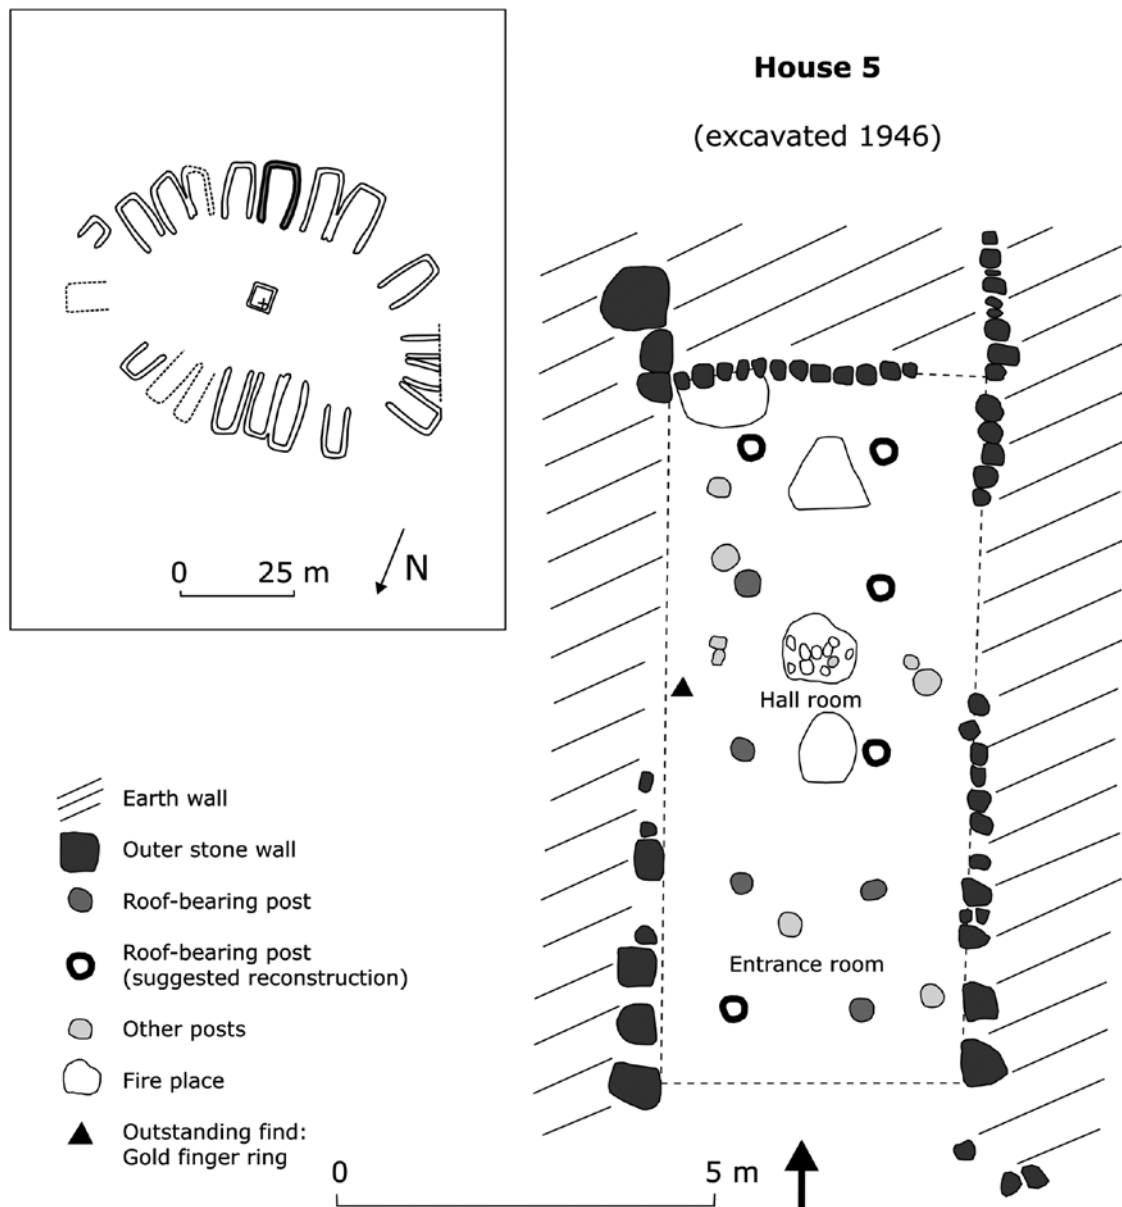 House 5
(excavated 1946)
N
0 25 m
Hall room
Entrance room
Earth wall
Outer stone wall
Roof-bearing post
Roof-bearing post
(suggested reconstruction)
Other posts
Fire place
Outstanding find:
Gold finger ring
0 5 m